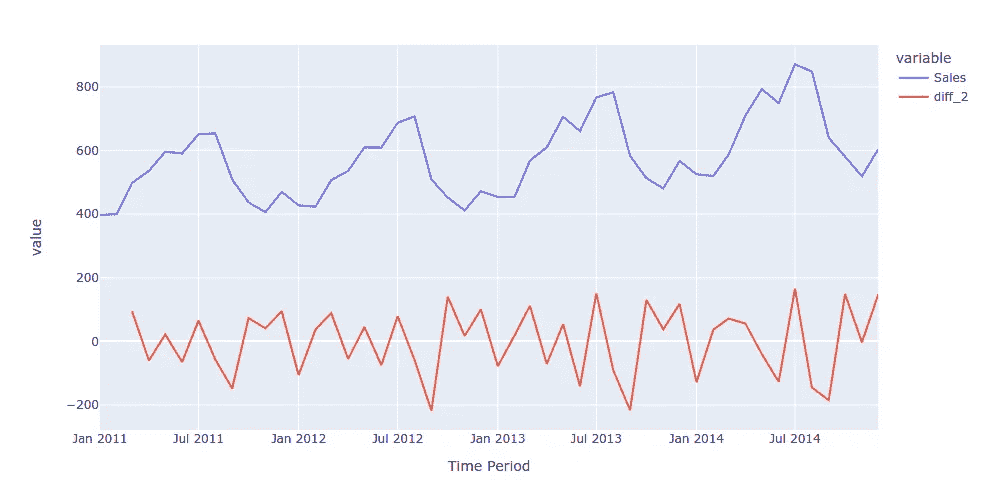 variable
Sales
diff_2
value
800
600
400
200
0
−200
Jan 2011 Jul 2011 Jan 2012 Jul 2012 Jan 2013 Jul 2013 Jan 2014 Jul 2014
Time Period